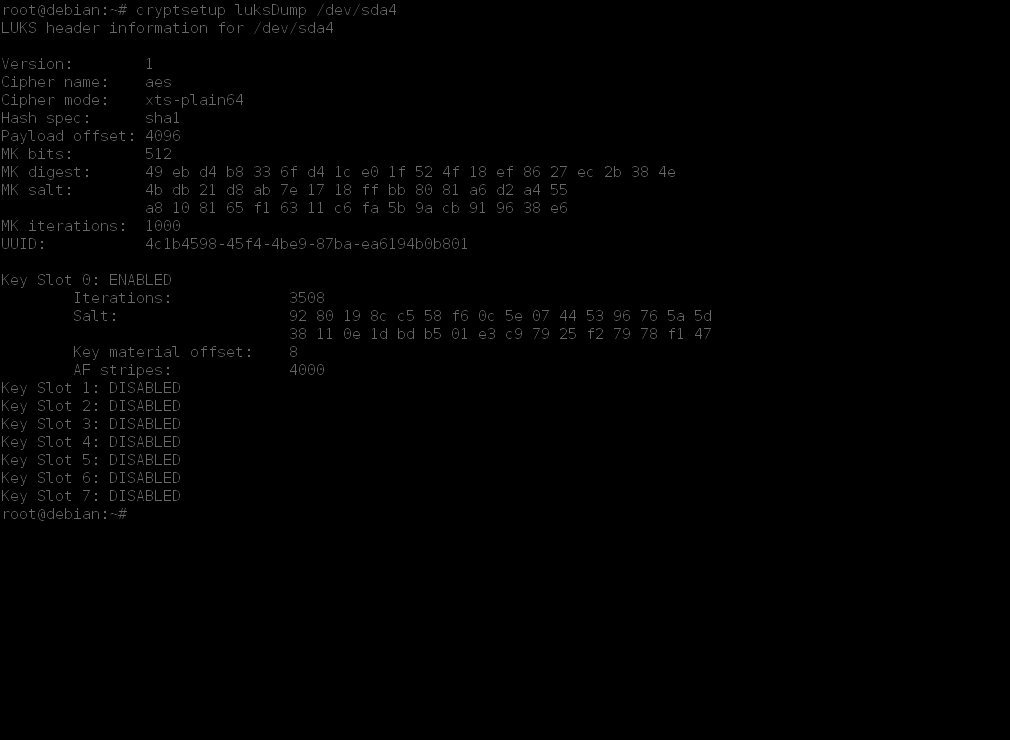 root@debian:~# cryptsetup luksDump /dev/sda4
LUKS header information for /dev/sda4
Version:        1
Cipher name:    aes
Cipher mode:    xts-plain64
Hash spec:      sha1
Payload offset: 4096
MK bits:        512
MK digest:      49 eb d4 b8 33 6f d4 1c e0 1f 52 4f 18 ef 86 27 ec 2b 38 4e
MK salt:        4b db 21 d8 ab 7e 17 18 ff bb 80 81 a6 d2 a4 55
                a8 10 81 65 f1 63 11 c6 fa 5b 9a cb 91 96 38 e6
MK iterations:  1000
UUID:           4c1b4598-45f4-4be9-87ba-ea6194b0b801
Key Slot 0: ENABLED
        Iterations:             3508
        Salt:                   92 80 19 8c c5 58 f6 0c 5e 07 44 53 96 76 5a 5d
                                38 11 0e 1d bd b5 01 e3 c9 79 25 f2 79 78 f1 47
        Key material offset:    8
        AF stripes:             4000
Key Slot 1: DISABLED
Key Slot 2: DISABLED
Key Slot 3: DISABLED
Key Slot 4: DISABLED
Key Slot 5: DISABLED
Key Slot 6: DISABLED
Key Slot 7: DISABLED
root@debian:~#